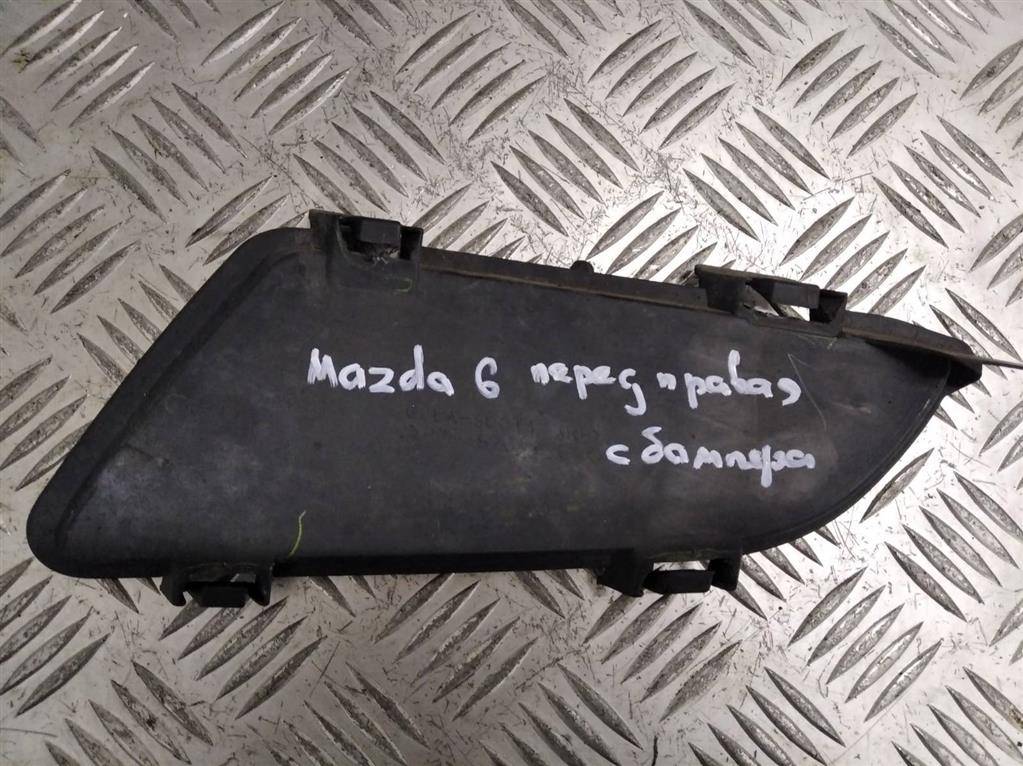 Mazda 6 перед правая
с бампера